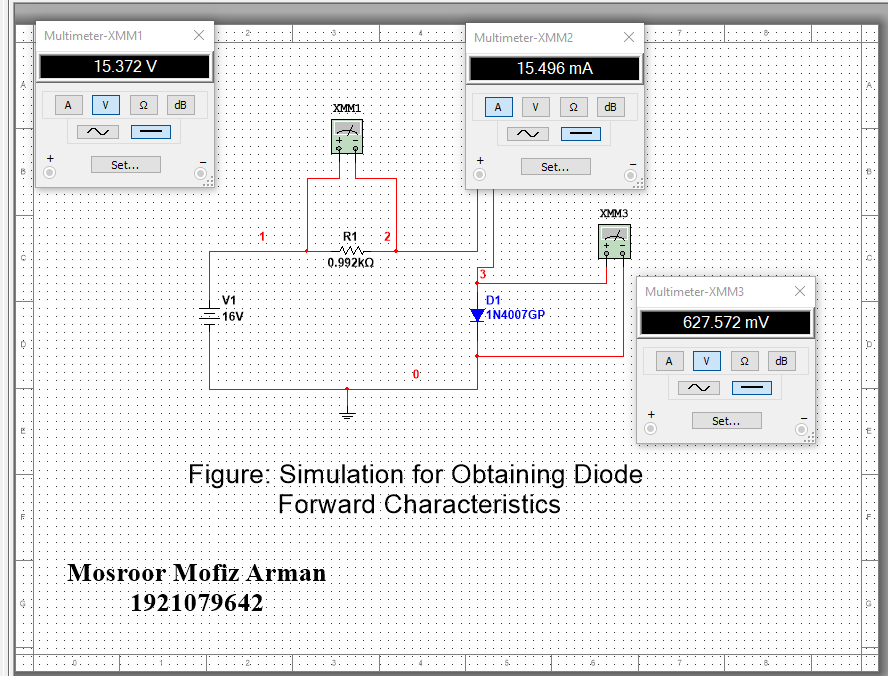 Multimeter-XMM1
15.372 V
A V Ω dB
Set...
+ −
Multimeter-XMM2
15.496 mA
A V Ω dB
Set...
+ −
XMM1
XMM3
1
R1
2
0.992kΩ
3
V1
16V
D1
1N4007GP
0
Multimeter-XMM3
627.572 mV
A V Ω dB
Set...
+ −
Figure: Simulation for Obtaining Diode
Forward Characteristics
Mosroor Mofiz Arman
1921079642